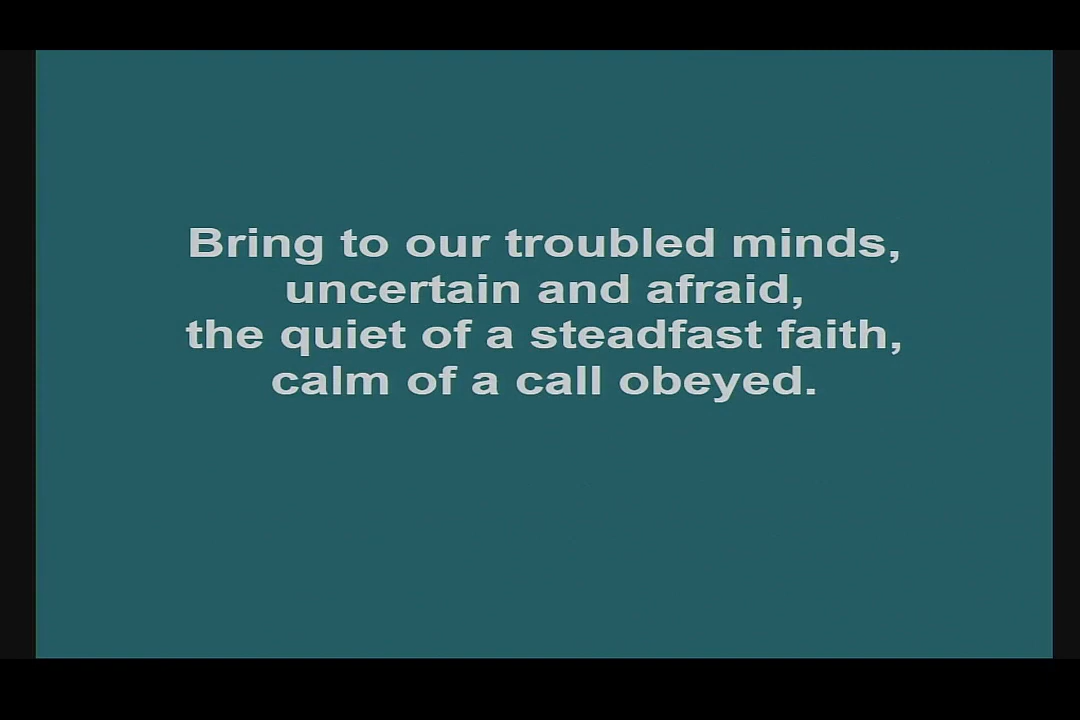 Bring to our troubled minds,
uncertain and afraid,
the quiet of a steadfast faith,
calm of a call obeyed.